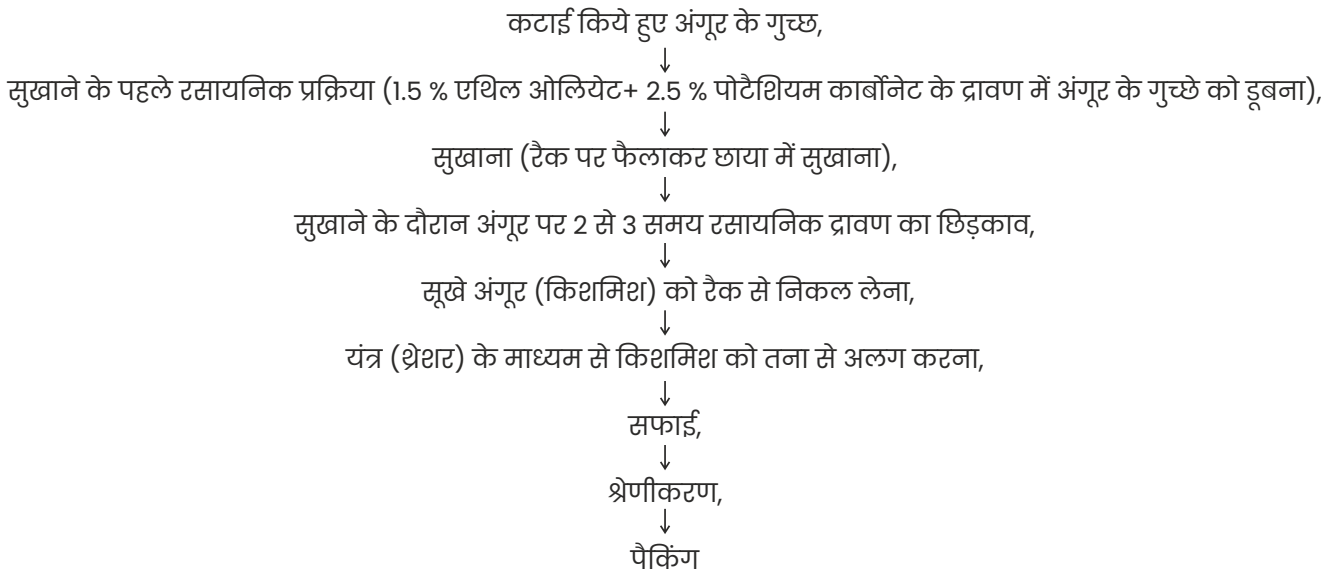 कटाई किये हुए अंगूर के गुच्छ,
सुखाने के पहले रसायनिक प्रक्रिया (1.5 % एथिल ओलियेट+ 2.5 % पोटैशियम कार्बोनेट के द्रावण में अंगूर के गुच्छे को डूबना),
सुखाना (रैक पर फैलाकर छाया में सुखाना),
सुखाने के दौरान अंगूर पर 2 से 3 समय रसायनिक द्रावण का छिड़काव,
सूखे अंगूर (किशमिश) को रैक से निकल लेना,
यंत्र (थ्रेशर) के माध्यम से किशमिश को तना से अलग करना,
सफाई,
श्रेणीकरण,
पैकिंग